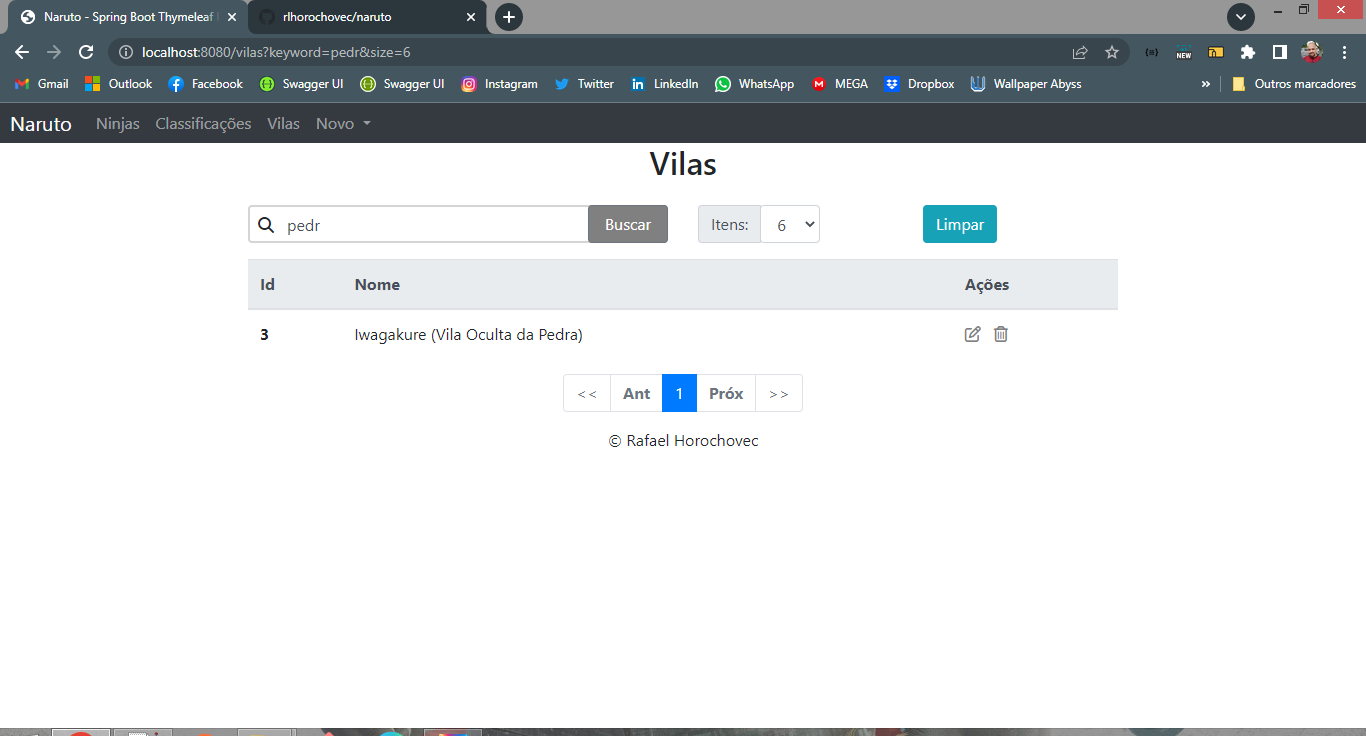 Naruto - Spring Boot Thymeleaf
rlhorochovec/naruto
localhost:8080/vilas?keyword=pedr&size=6
NEW
Gmail
Outlook
Facebook
Swagger UI
Swagger UI
Instagram
Twitter
LinkedIn
WhatsApp
MEGA
Dropbox
Wallpaper Abyss
»
Outros marcadores
Naruto Ninjas Classificações Vilas Novo
Vilas
pedr Buscar Itens: 6 Limpar
Id Nome Ações
3 Iwagakure (Vila Oculta da Pedra)
<< Ant 1 Próx >>
© Rafael Horochovec